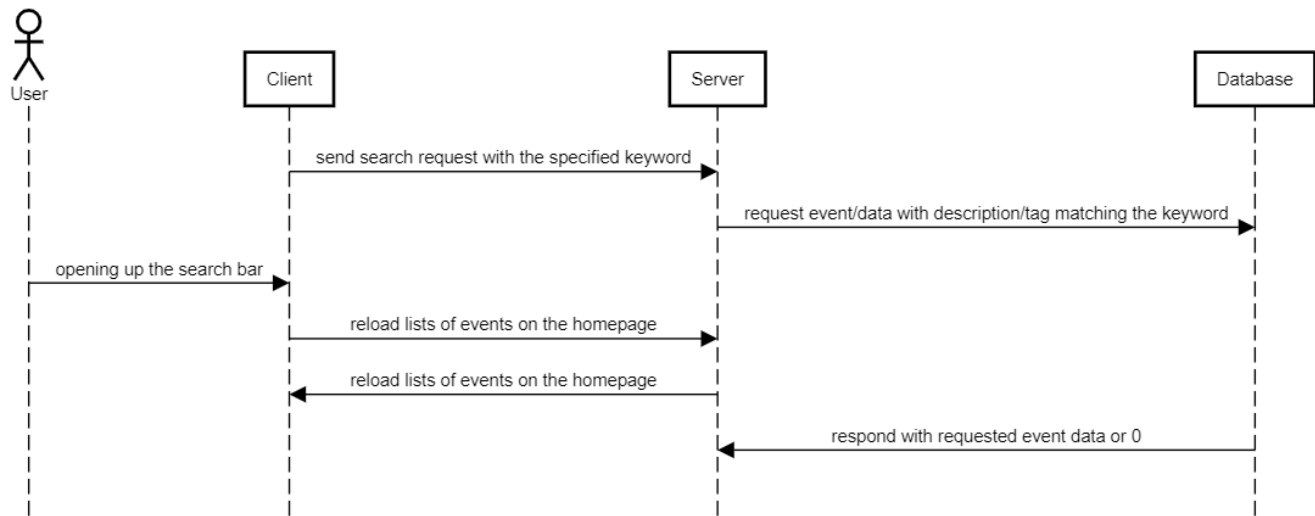 User
Client
Server
Database
send search request with the specified keyword
request event/data with description/tag matching the keyword
opening up the search bar
reload lists of events on the homepage
reload lists of events on the homepage
respond with requested event data or 0